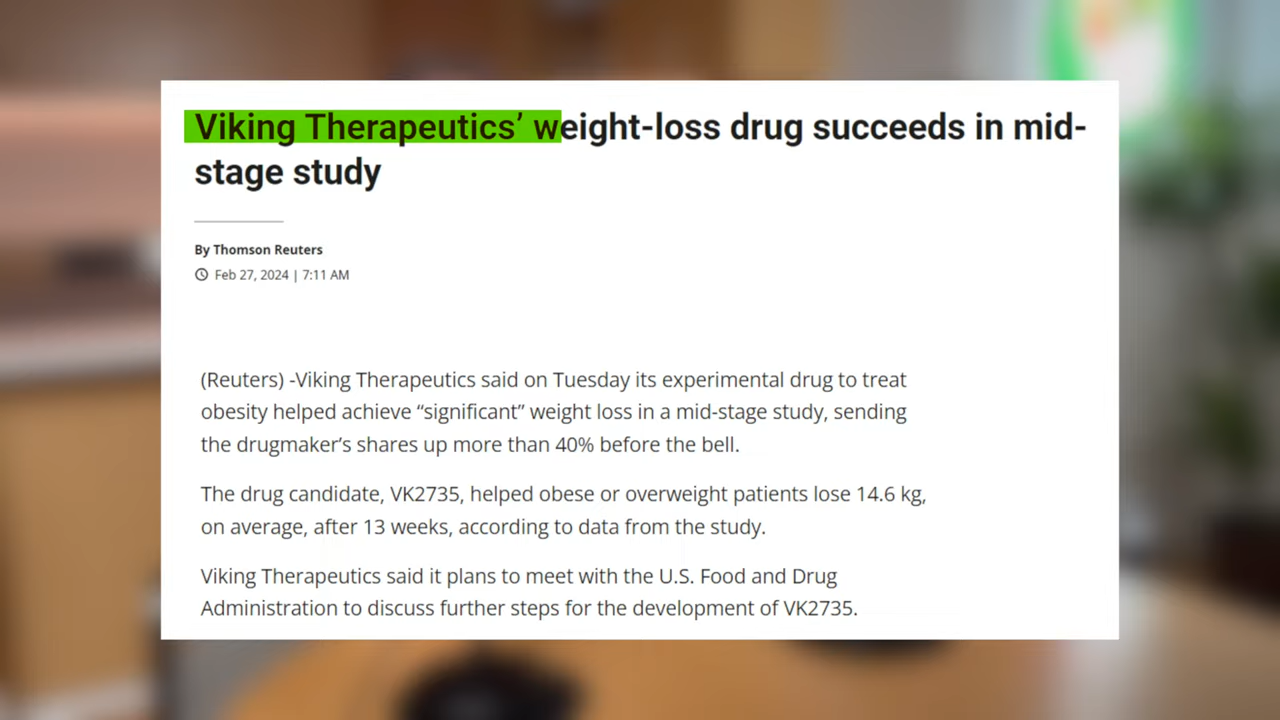 Viking Therapeutics’ weight-loss drug succeeds in mid-
stage study
By Thomson Reuters
Feb 27, 2024 | 7:11 AM
(Reuters) -Viking Therapeutics said on Tuesday its experimental drug to treat
obesity helped achieve “significant” weight loss in a mid-stage study, sending
the drugmaker’s shares up more than 40% before the bell.
The drug candidate, VK2735, helped obese or overweight patients lose 14.6 kg,
on average, after 13 weeks, according to data from the study.
Viking Therapeutics said it plans to meet with the U.S. Food and Drug
Administration to discuss further steps for the development of VK2735.